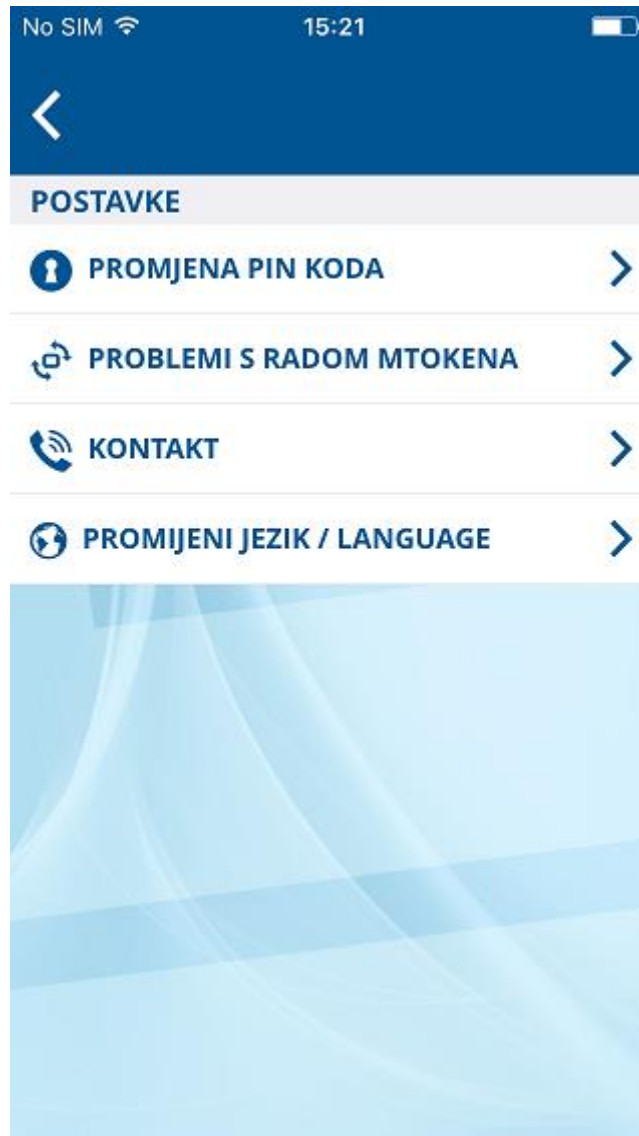 No SIM 15:21
POSTAVKE
PROMJENA PIN KODA
PROBLEMI S RADOM MTOKENA
KONTAKT
PROMIJENI JEZIK / LANGUAGE